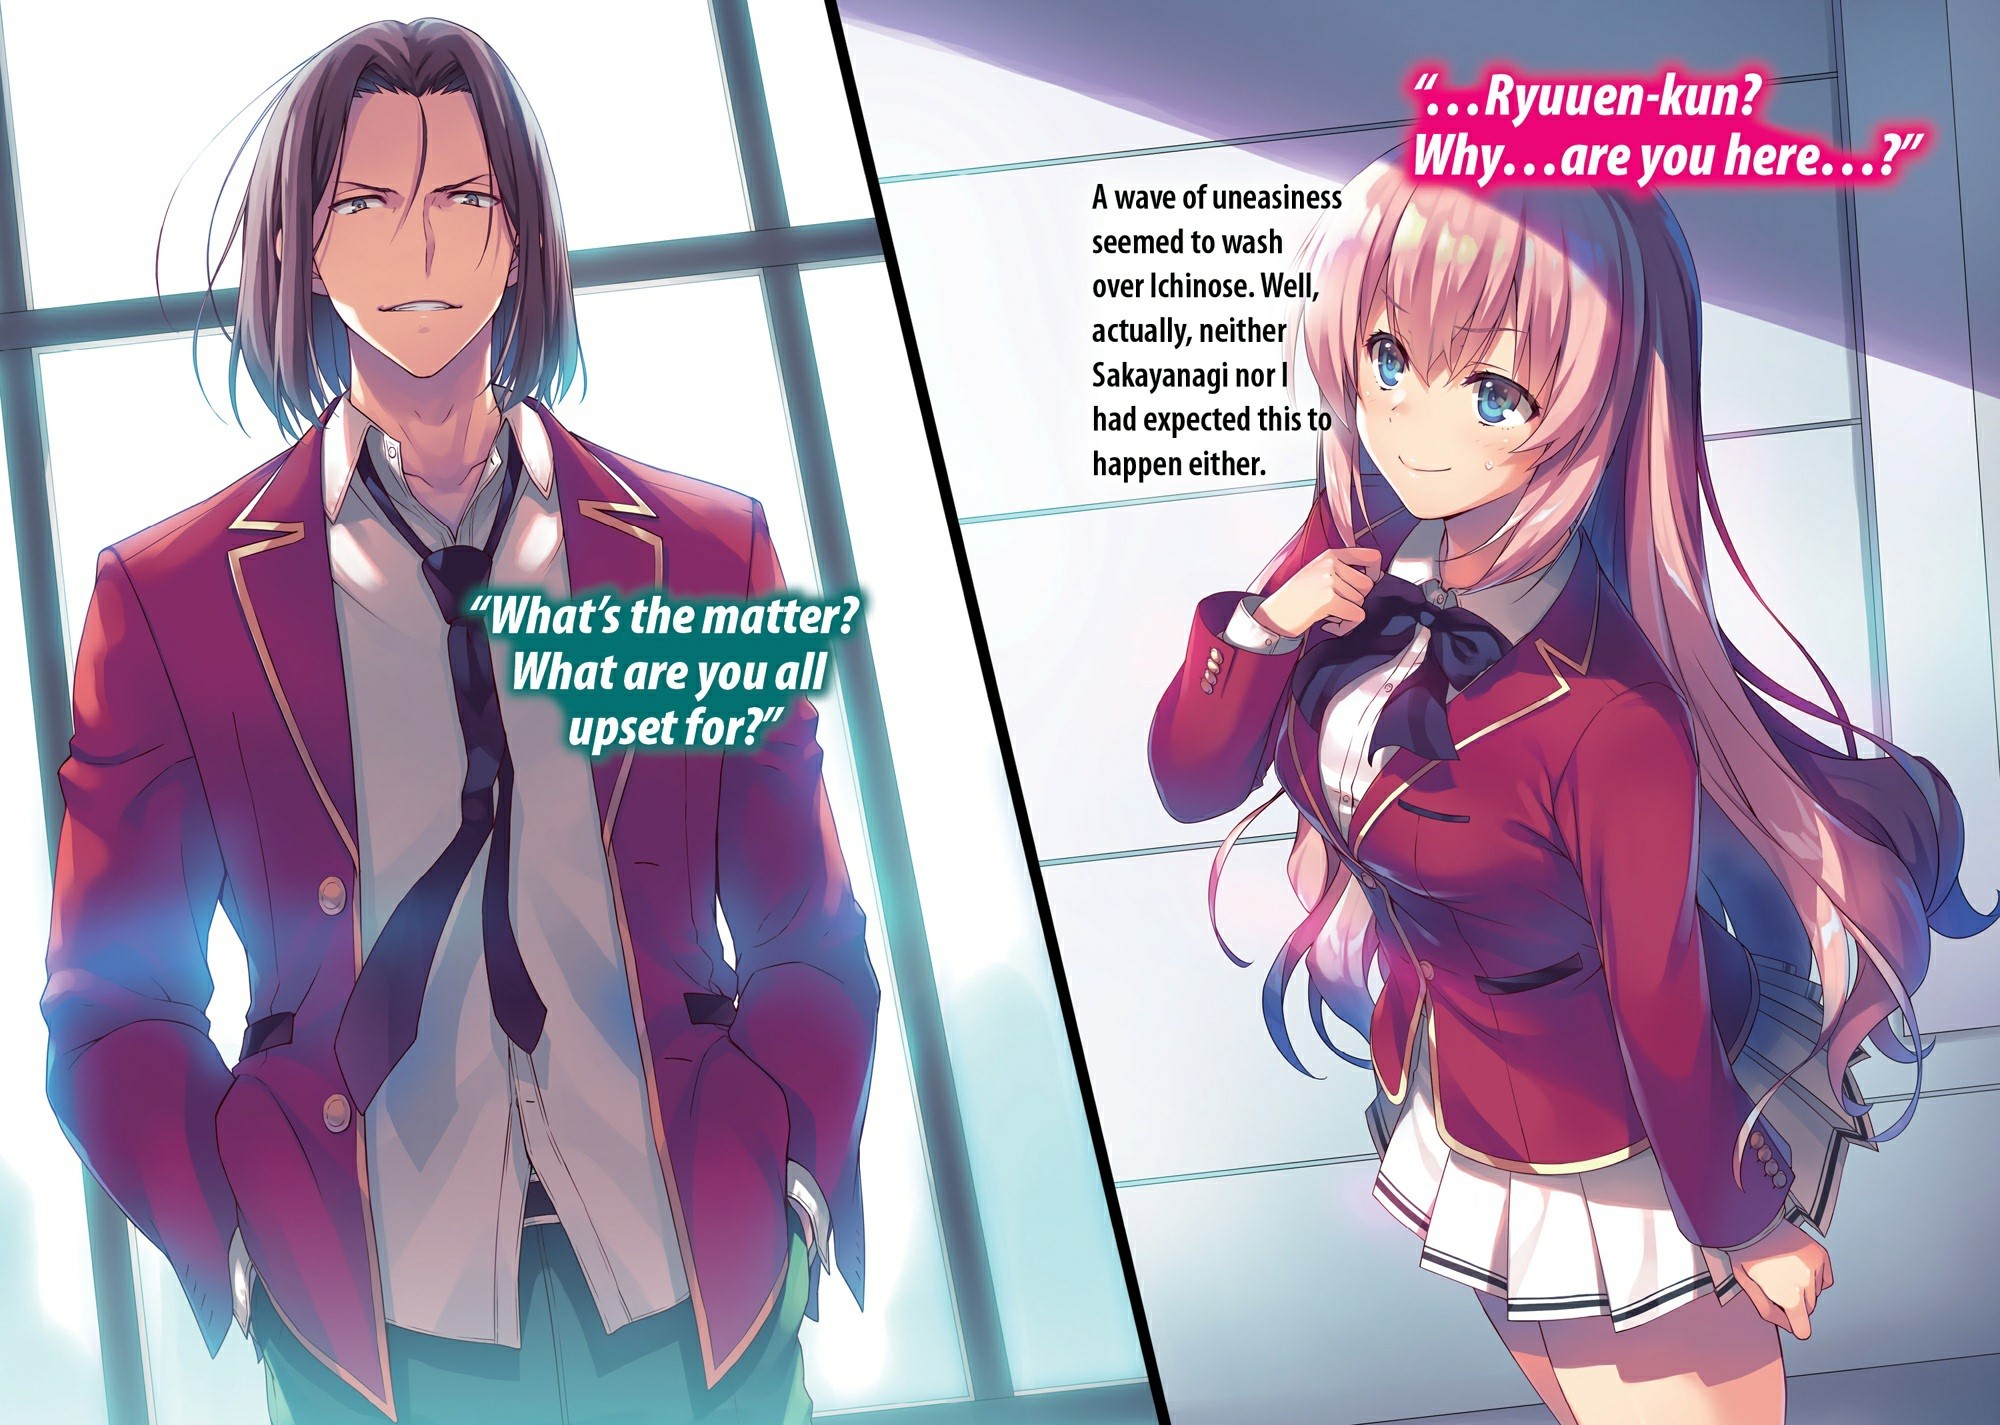 “What’s the matter?
What are you all
upset for?”
“…Ryuuen-kun?
Why…are you here…?”
A wave of uneasiness
seemed to wash
over Ichinose. Well,
actually, neither
Sakayanagi nor I
had expected this to
happen either.